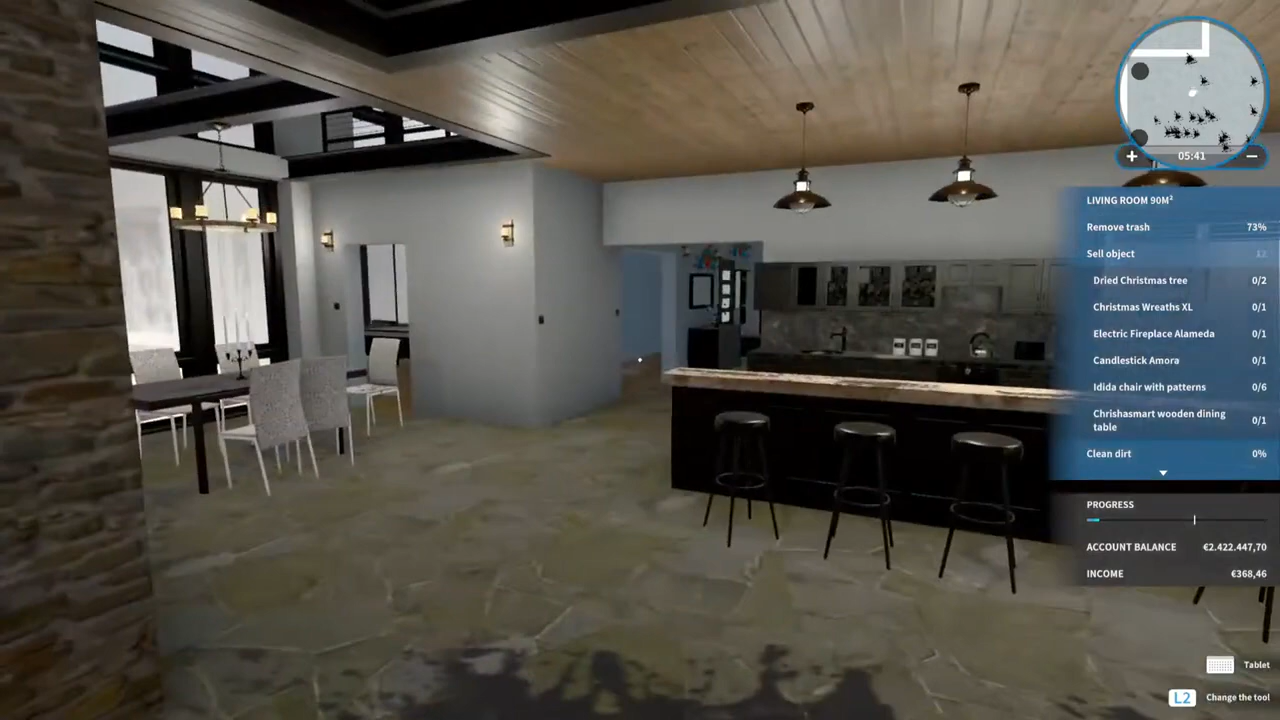 05:41
LIVING ROOM 90M²
Remove trash 73%
Sell object 12
Dried Christmas tree 0/2
Christmas Wreaths XL 0/1
Electric Fireplace Alameda 0/1
Candlestick Amora 0/1
Idida chair with patterns 0/6
Chrishasmart wooden dining
table 0/1
Clean dirt 0%
PROGRESS
ACCOUNT BALANCE €2.422.447,70
INCOME €368,46
Tablet
L2 Change the tool